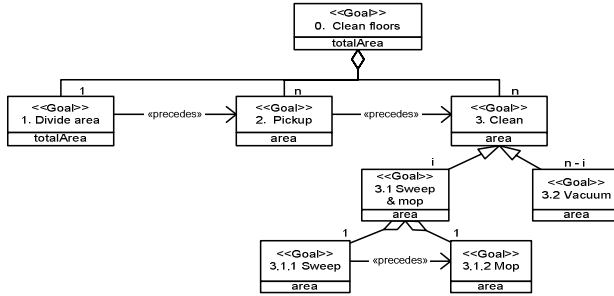 <<Goal>>
0.  Clean floors
totalArea
1
n
n
<<Goal>>
1. Divide area
totalArea
«precedes»
<<Goal>>
2.  Pickup
area
«precedes»
<<Goal>>
3. Clean
area
i
n - i
<<Goal>>
3.1 Sweep
& mop
area
<<Goal>>
3.2 Vacuum
area
1
1
<<Goal>>
3.1.1 Sweep
area
«precedes»
<<Goal>>
3.1.2 Mop
area